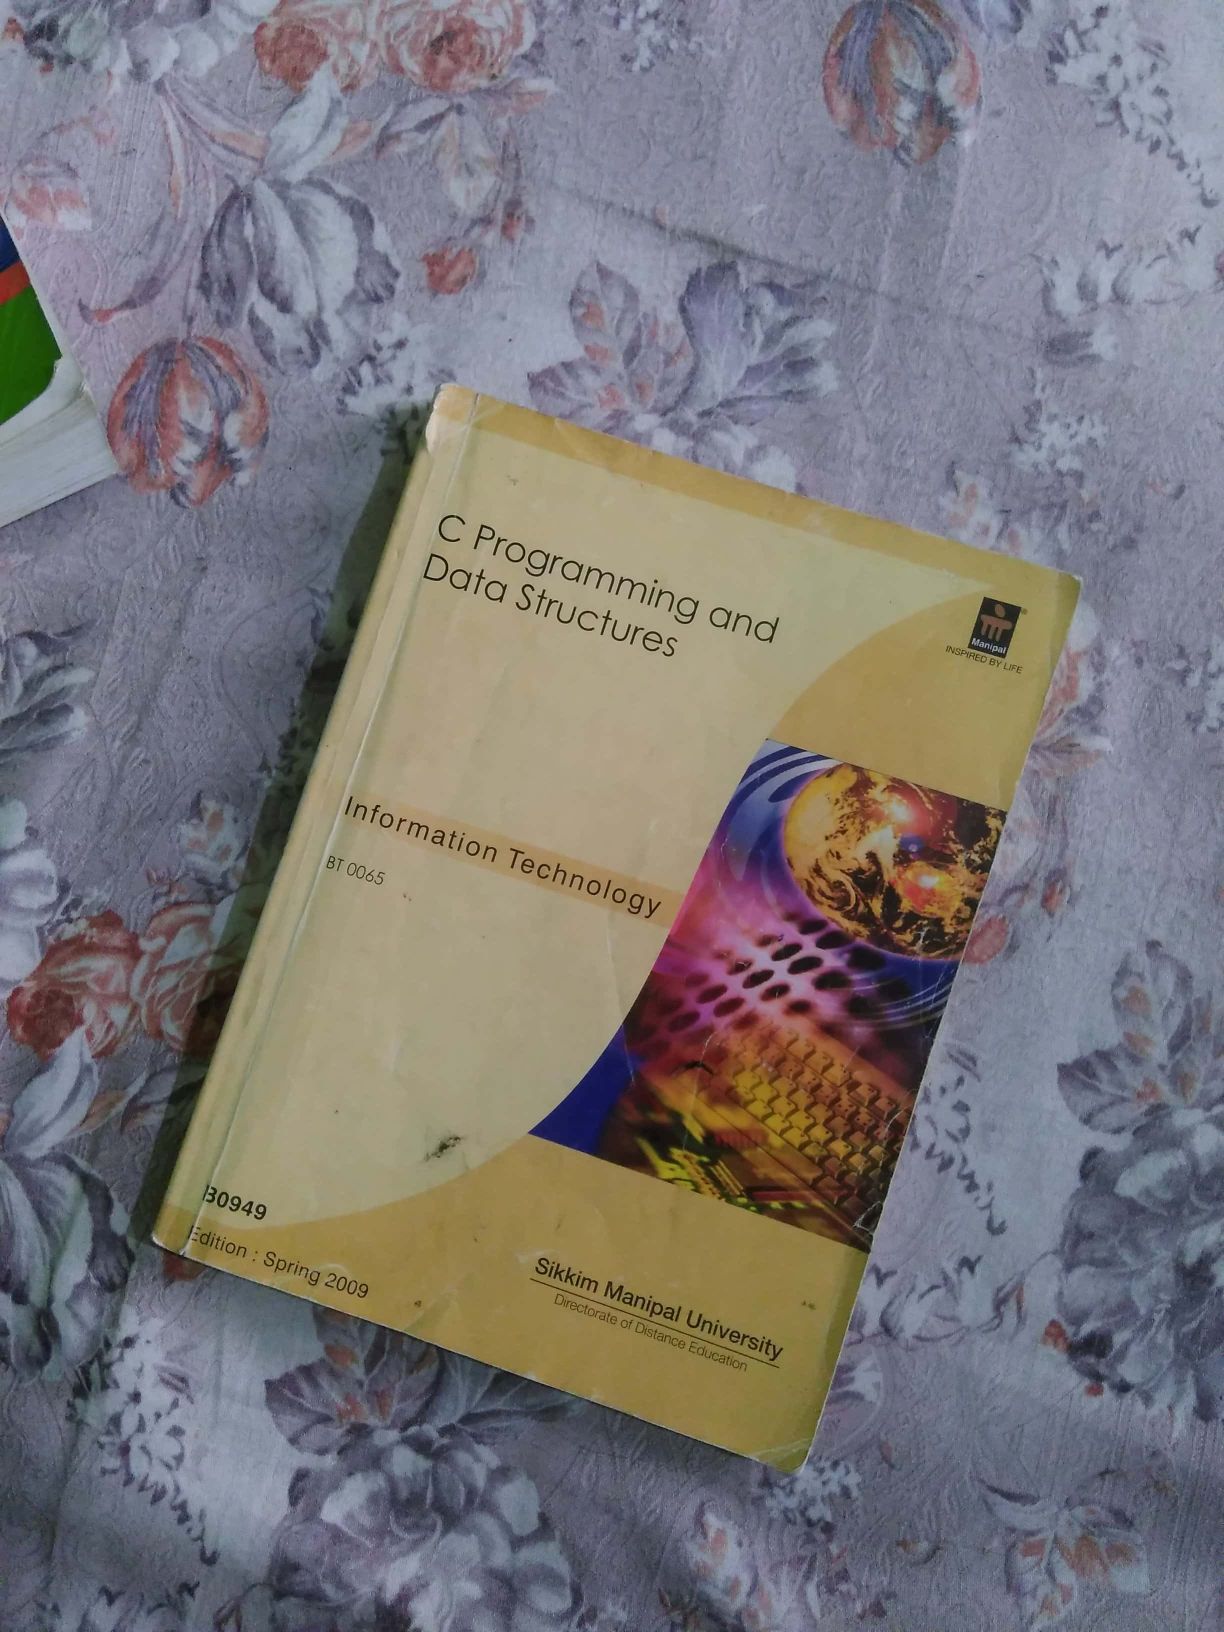 C Programming and
Data Structures
Manipal
INSPIRED BY LIFE
Information Technology
BT 0065
B0949
Edition : Spring 2009
Sikkim Manipal University
Directorate of Distance Education